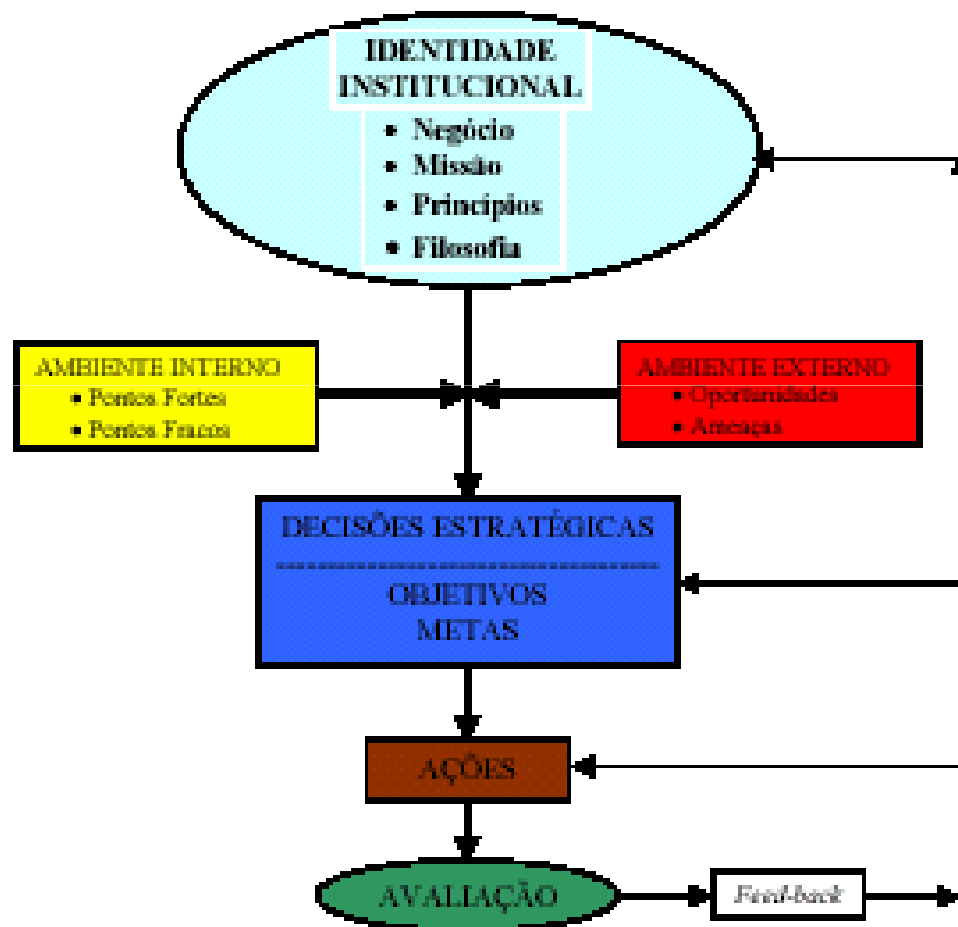 IDENTIDADE
INSTITUCIONAL
• Negócio
• Missão
• Princípios
• Filosofia
AMBIENTE INTERNO
• Pontos Fortes
• Pontos Fracos
AMBIENTE EXTERNO
• Oportunidades
• Ameaças
DECISÕES ESTRATÉGICAS
OBJETIVOS
METAS
AÇÕES
AVALIAÇÃO
Feed-back